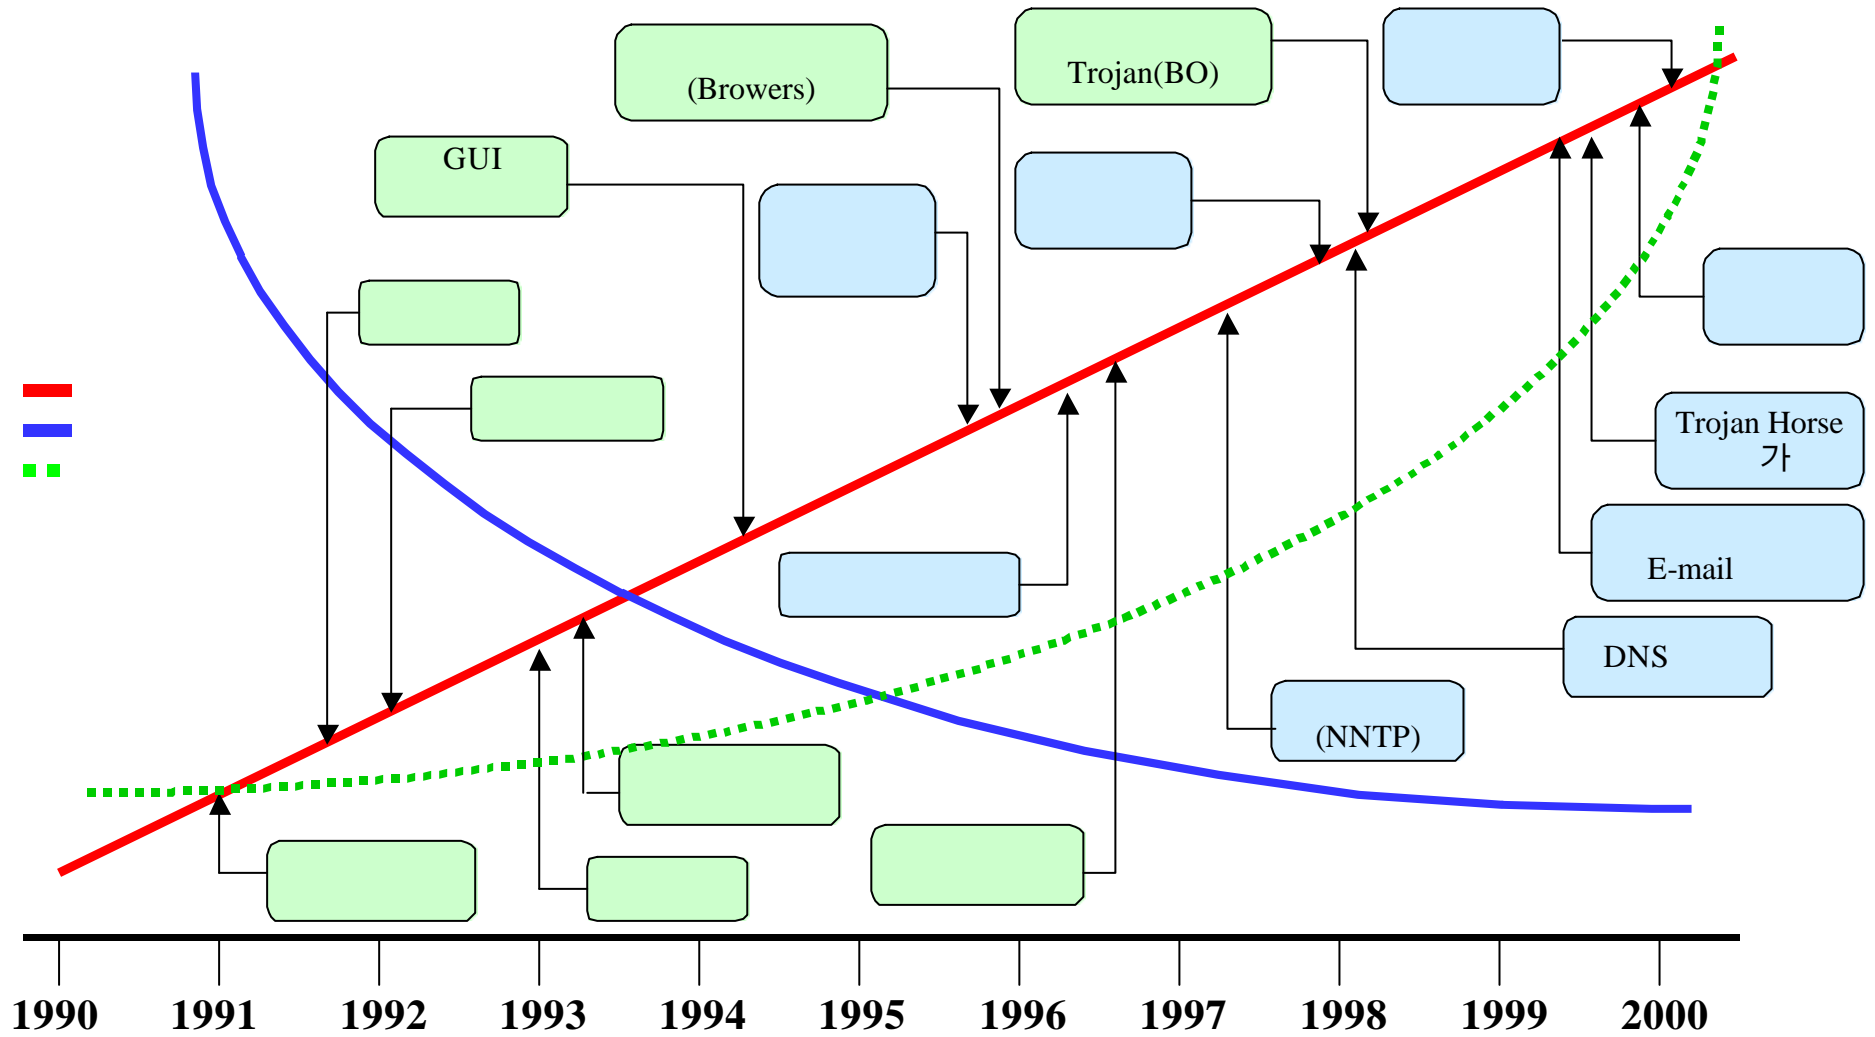 (Browers)
Trojan(BO)
GUI
Trojan Horse
가
E-mail
DNS
(NNTP)
1990 1991 1992 1993 1994 1995 1996 1997 1998 1999 2000